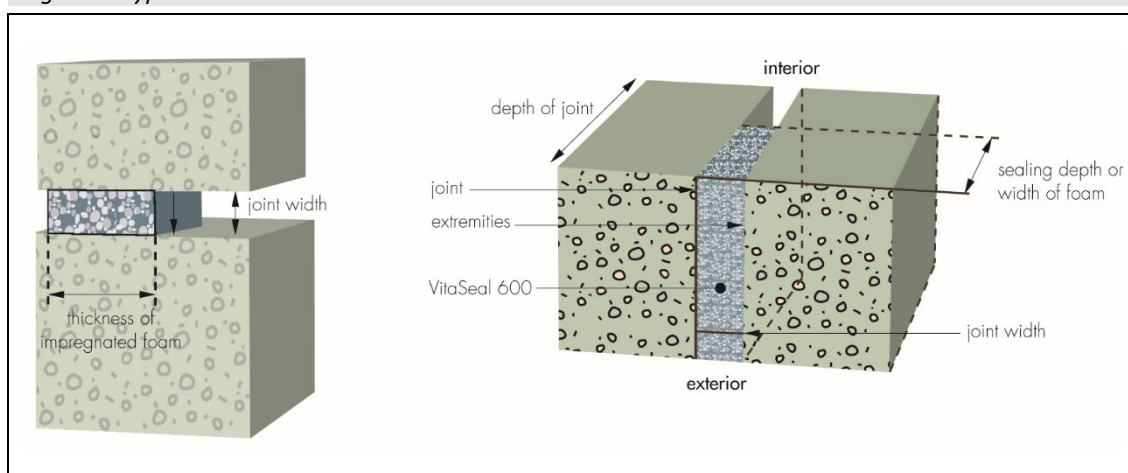 joint width
thickness of
impregnated foam
interior
depth of joint
sealing depth or
width of foam
joint
extremities
VitaSeal 600
joint width
exterior